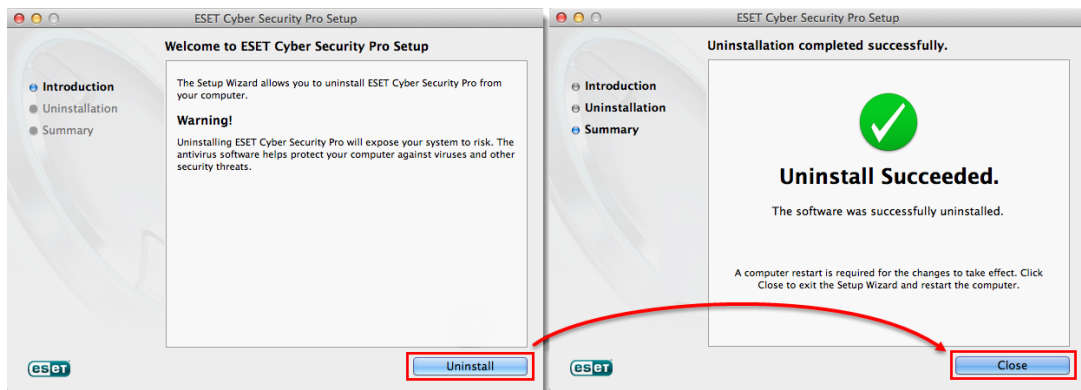 ESET Cyber Security Pro Setup
Welcome to ESET Cyber Security Pro Setup
Introduction
Uninstallation
Summary
The Setup Wizard allows you to uninstall ESET Cyber Security Pro from
your computer.
Warning!
Uninstalling ESET Cyber Security Pro will expose your system to risk. The
antivirus software helps protect your computer against viruses and other
security threats.
eseT
Uninstall
ESET Cyber Security Pro Setup
Uninstallation completed successfully.
Introduction
Uninstallation
Summary
Uninstall Succeeded.
The software was successfully uninstalled.
A computer restart is required for the changes to take effect. Click
Close to exit the Setup Wizard and restart the computer.
eseT
Close